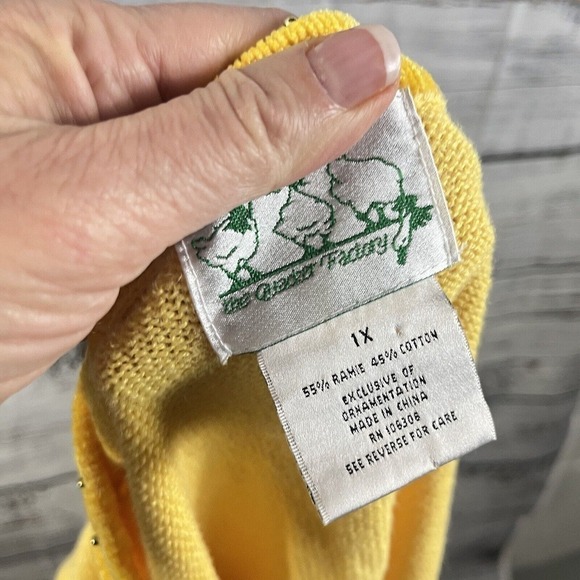 the Quacker Factory
1X
55% RAMIE 45% COTTON
EXCLUSIVE OF
ORNAMENTATION
MADE IN CHINA
RN 106306
SEE REVERSE FOR CARE